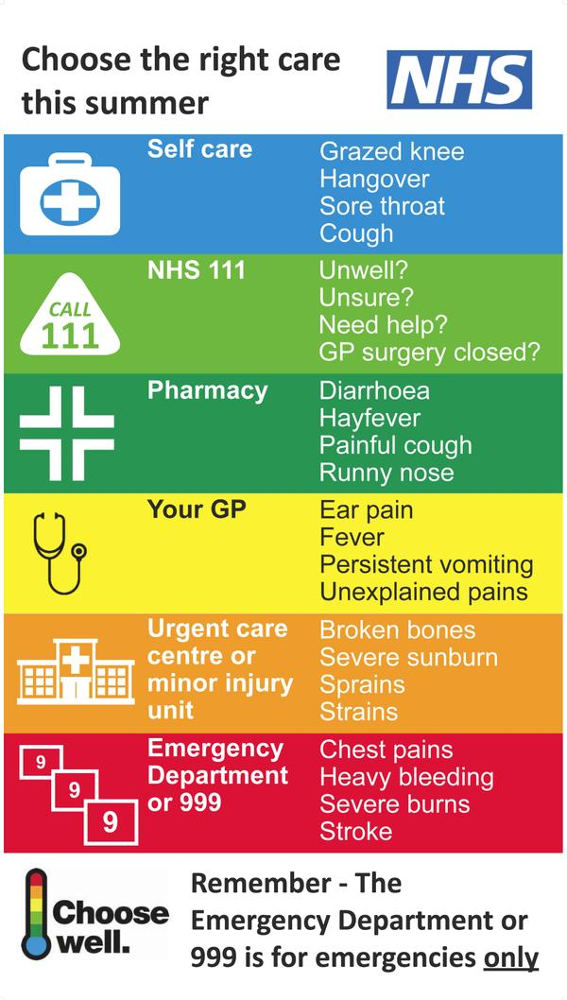 Choose the right care
this summer
NHS
Self care
Grazed knee
Hangover
Sore throat
Cough
CALL
111
NHS 111
Unwell?
Unsure?
Need help?
GP surgery closed?
Pharmacy
Diarrhoea
Hayfever
Painful cough
Runny nose
Your GP
Ear pain
Fever
Persistent vomiting
Unexplained pains
Urgent care
centre or
minor injury
unit
Broken bones
Severe sunburn
Sprains
Strains
9
9
9
Emergency
Department
or 999
Chest pains
Heavy bleeding
Severe burns
Stroke
Choose
well.
Remember - The
Emergency Department or
999 is for emergencies only